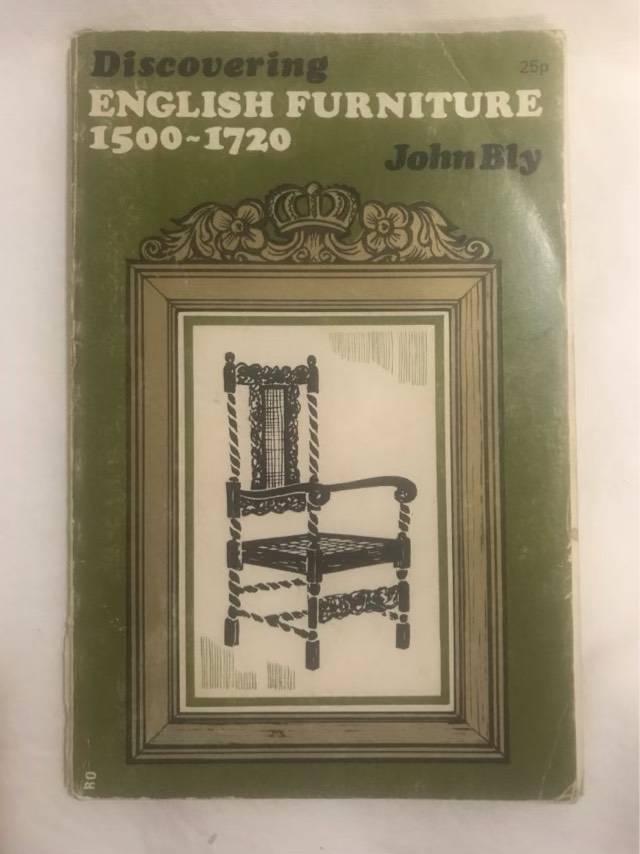 Discovering
25p
ENGLISH FURNITURE
1500~1720
John Bly
RO